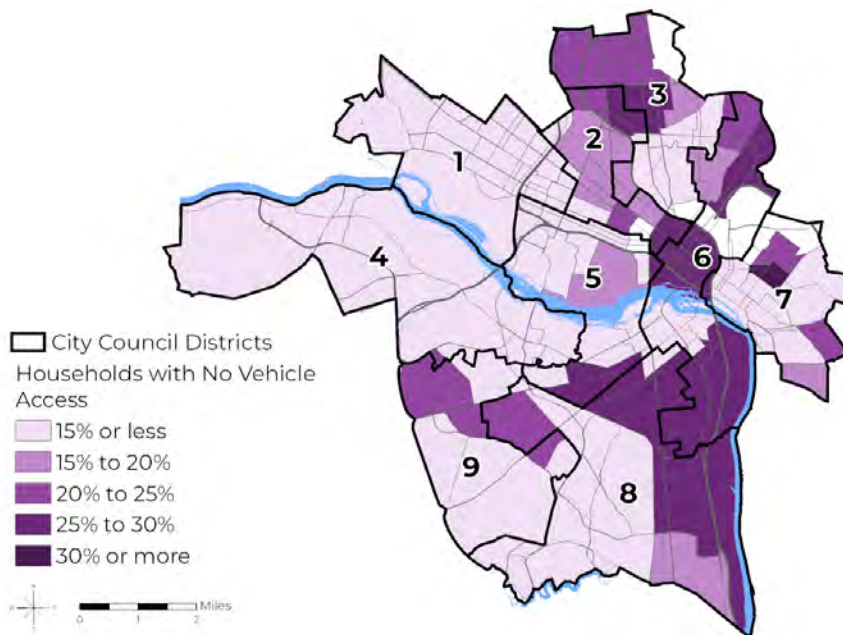 3
2
1
6
4
5
7
City Council Districts
Households with No Vehicle
Access
15% or less
15% to 20%
20% to 25%
25% to 30%
30% or more
9
8
Miles
0
1
2